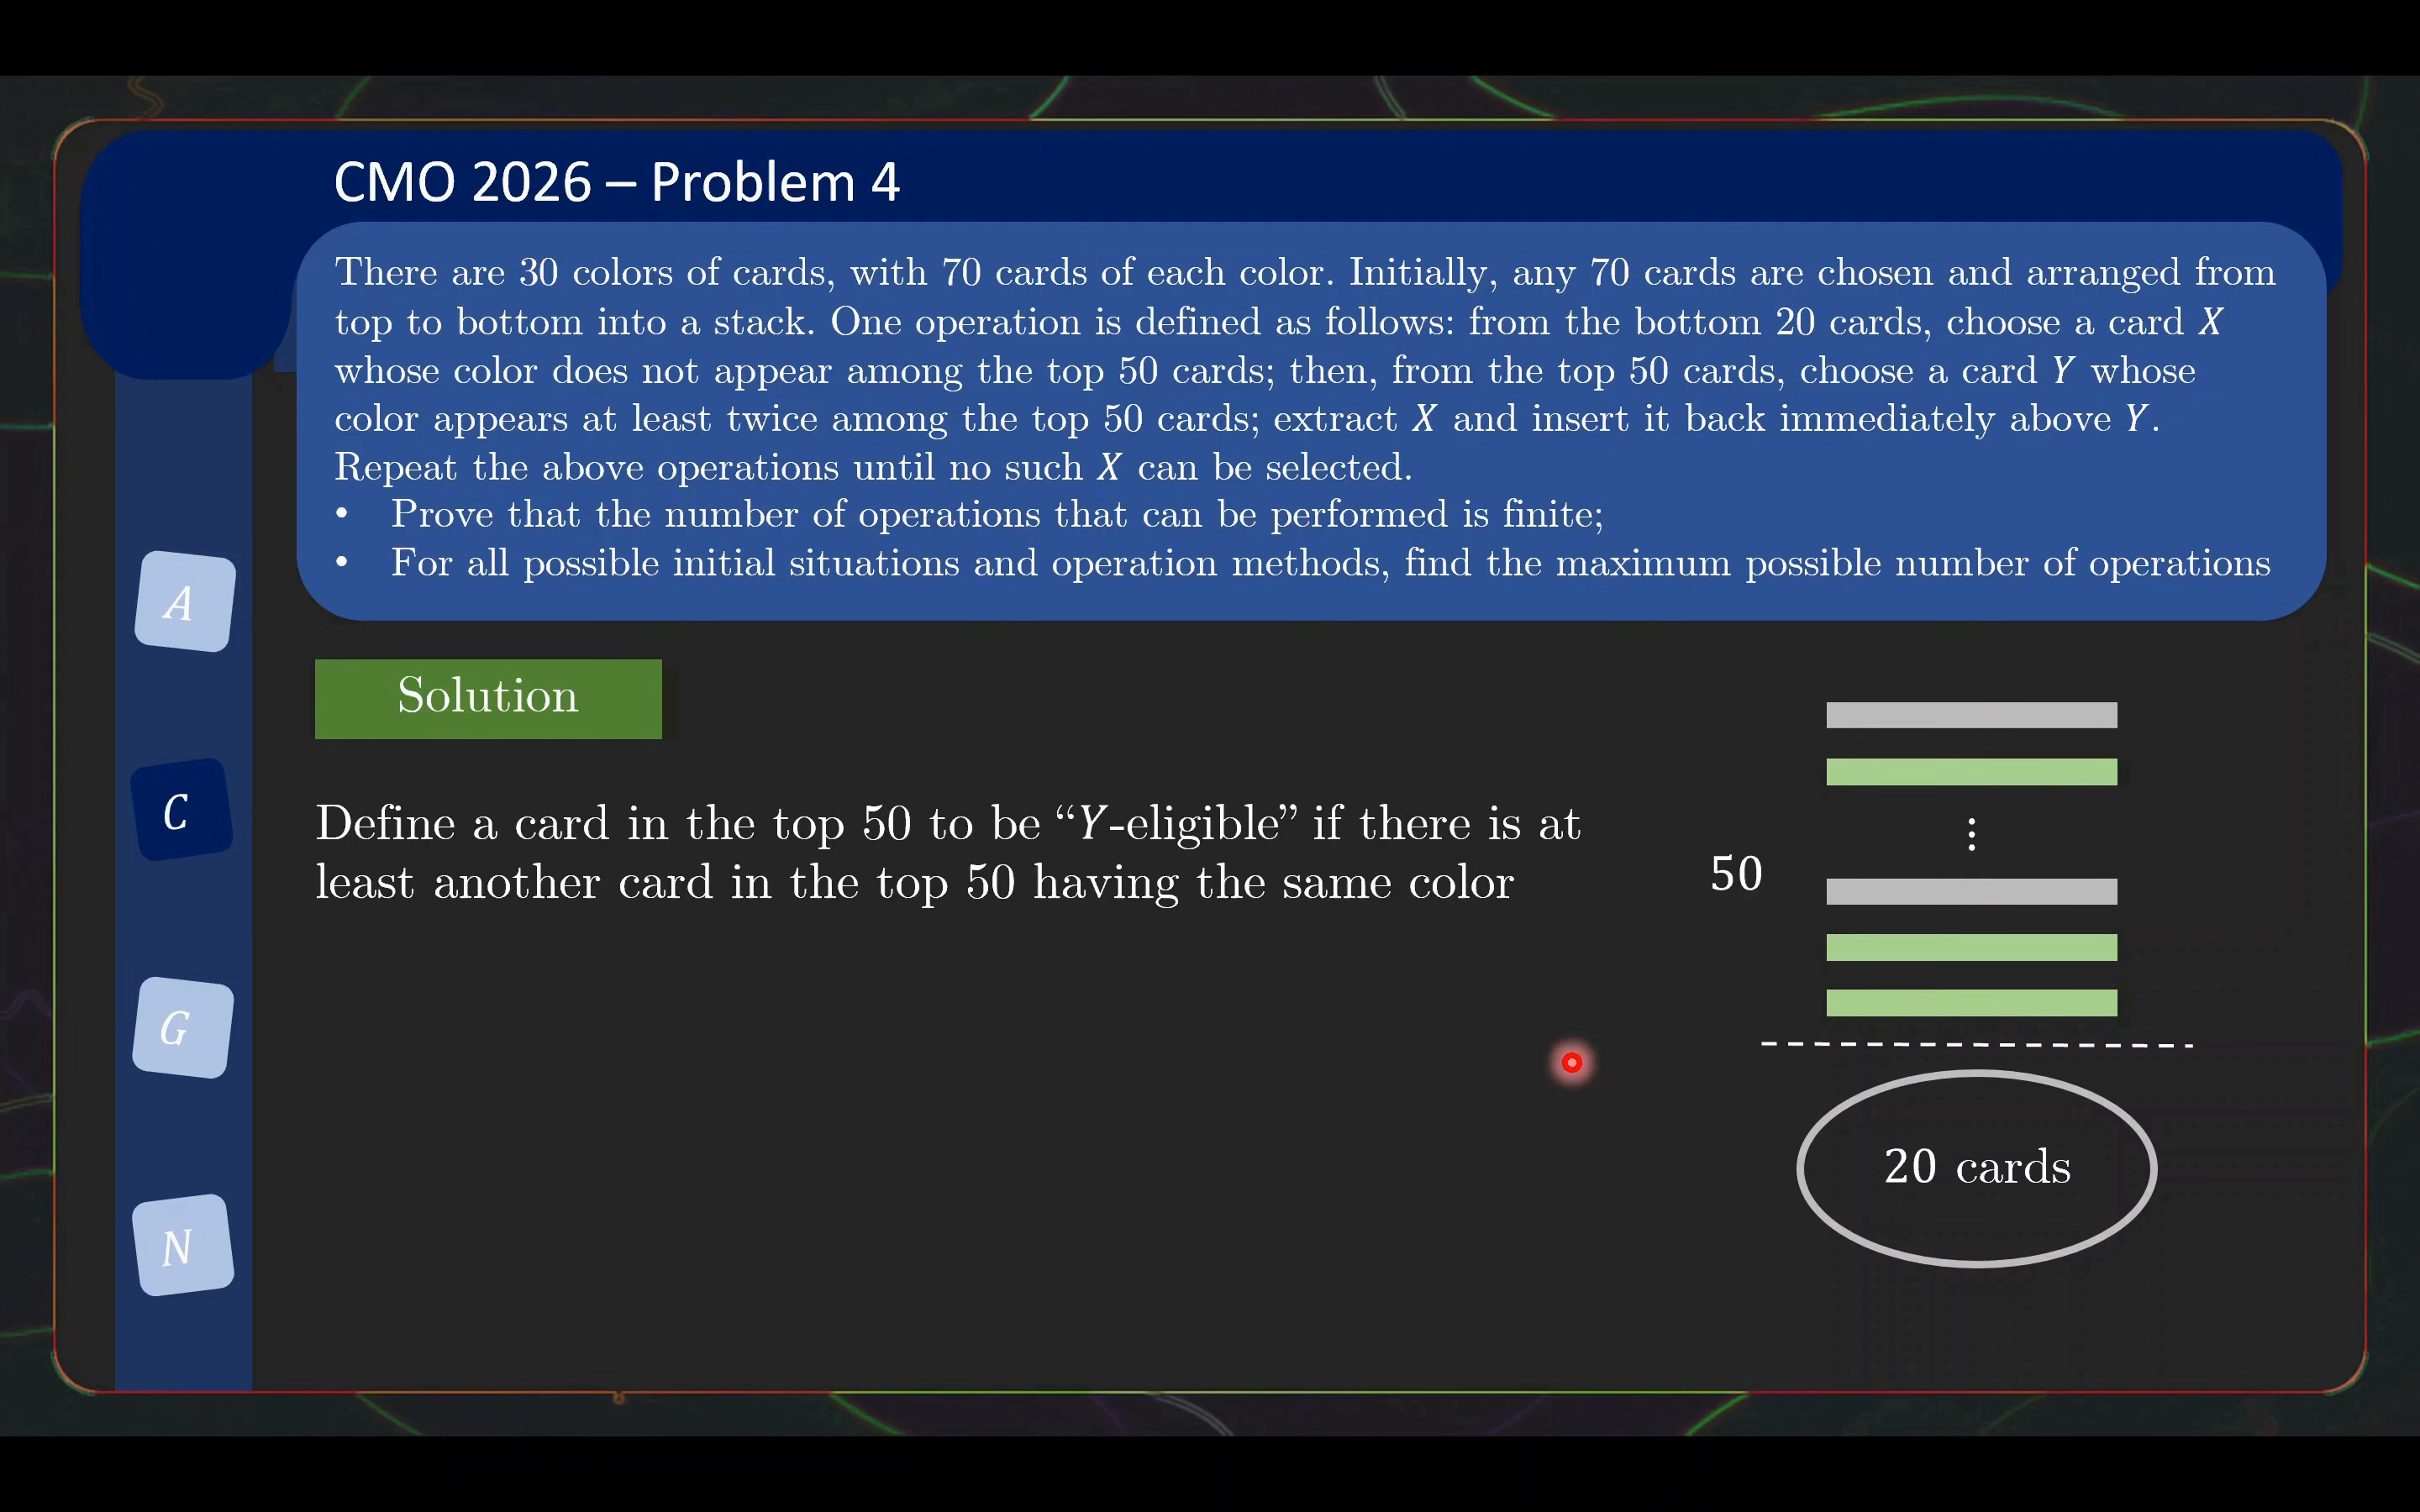 CMO 2026 – Problem 4
There are 30 colors of cards, with 70 cards of each color. Initially, any 70 cards are chosen and arranged from
top to bottom into a stack. One operation is defined as follows: from the bottom 20 cards, choose a card X
whose color does not appear among the top 50 cards; then, from the top 50 cards, choose a card Y whose
color appears at least twice among the top 50 cards; extract X and insert it back immediately above Y.
Repeat the above operations until no such X can be selected.
• Prove that the number of operations that can be performed is finite;
• For all possible initial situations and operation methods, find the maximum possible number of operations
A
C
G
N
Solution
Define a card in the top 50 to be “Y-eligible” if there is at
least another card in the top 50 having the same color
⋮
50
20 cards